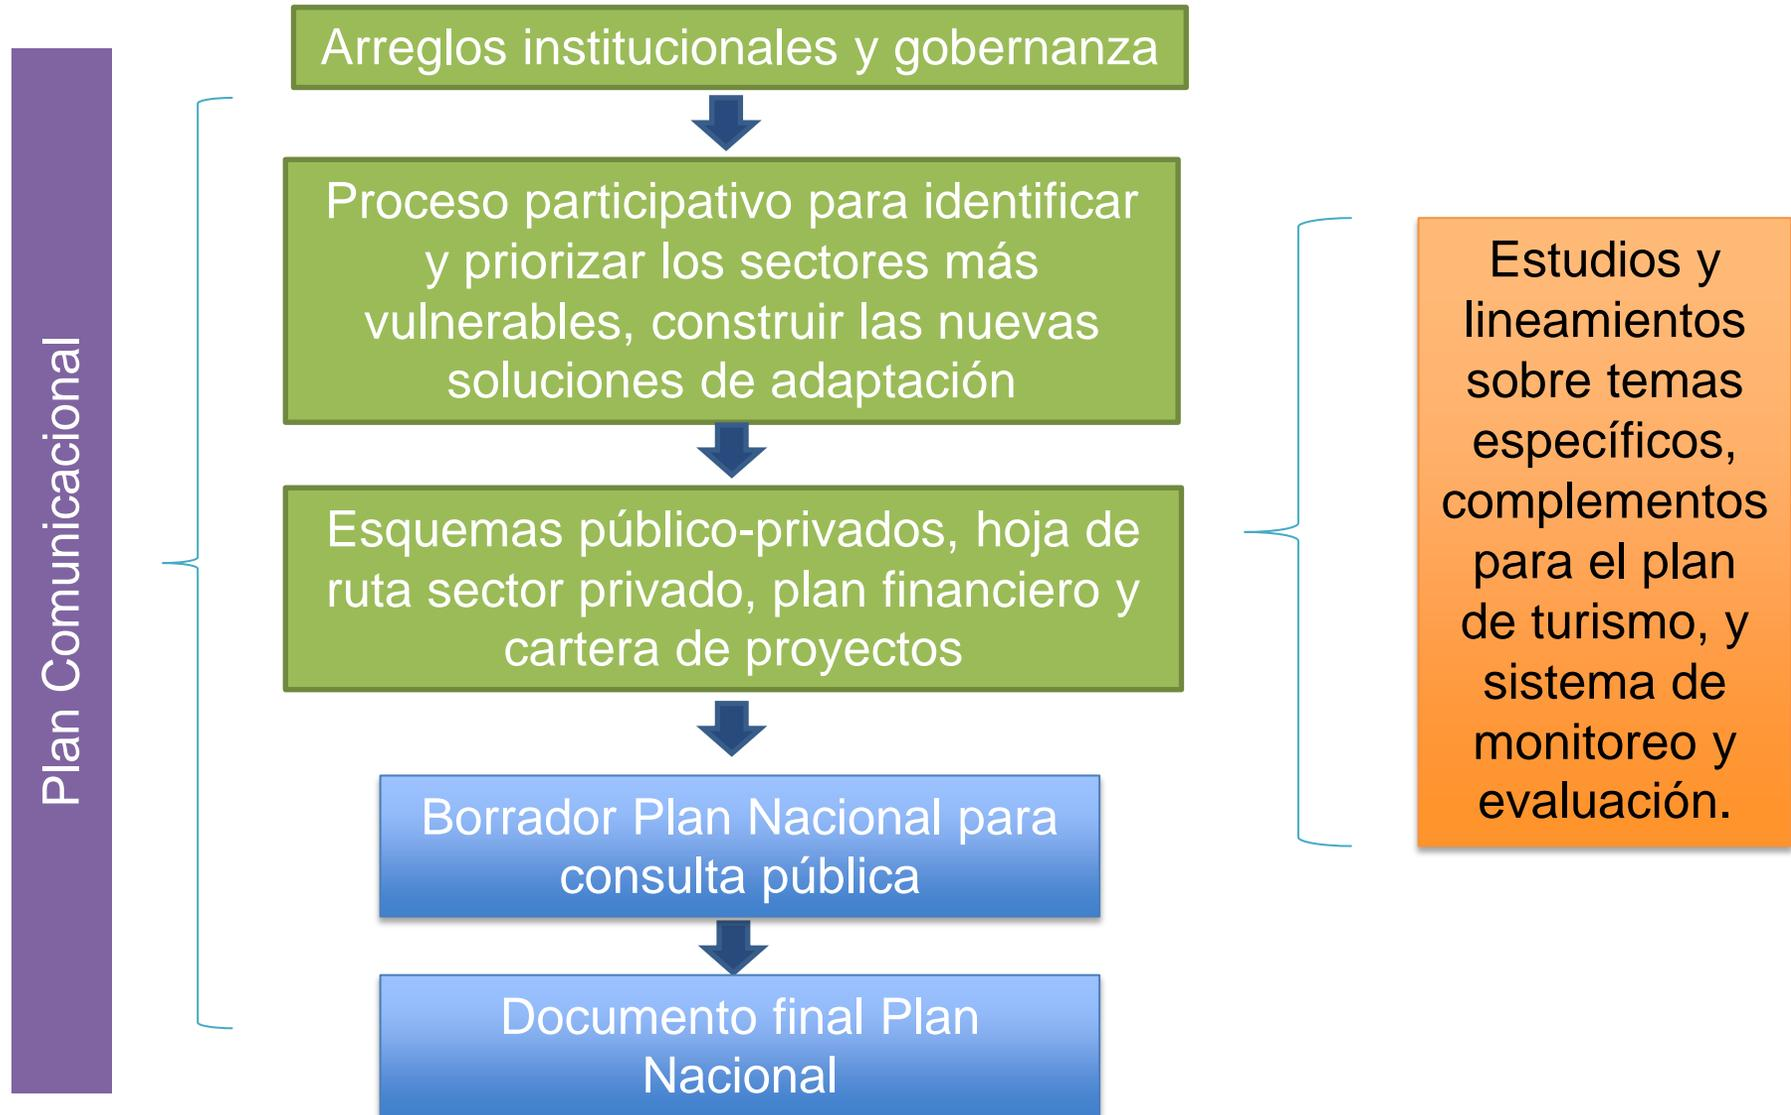 Plan Comunicacional
Arreglos institucionales y gobernanza
Proceso participativo para identificar
y priorizar los sectores más
vulnerables, construir las nuevas
soluciones de adaptación
Esquemas público-privados, hoja de
ruta sector privado, plan financiero y
cartera de proyectos
Borrador Plan Nacional para
consulta pública
Documento final Plan
Nacional
Estudios y
lineamientos
sobre temas
específicos,
complementos
para el plan
de turismo, y
sistema de
monitoreo y
evaluación.